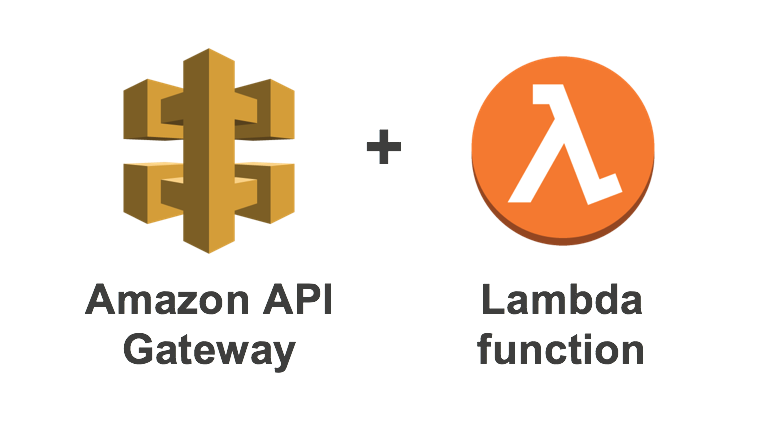 +
Amazon API
Gateway
Lambda
function